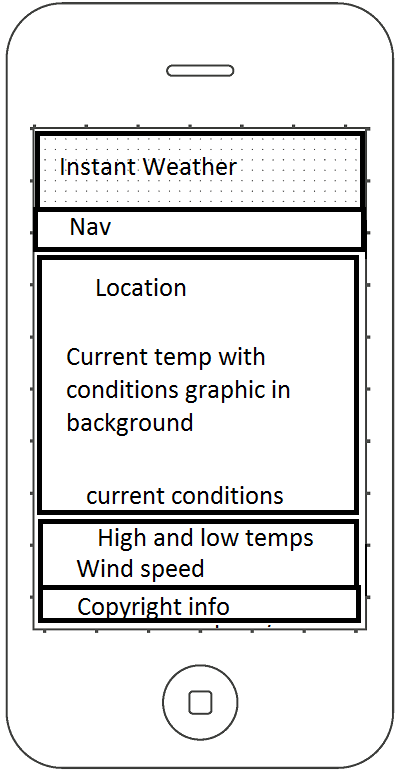 Instant Weather
Nav
Location
Current temp with
conditions graphic in
background
current conditions
High and low temps
Wind speed
Copyright info